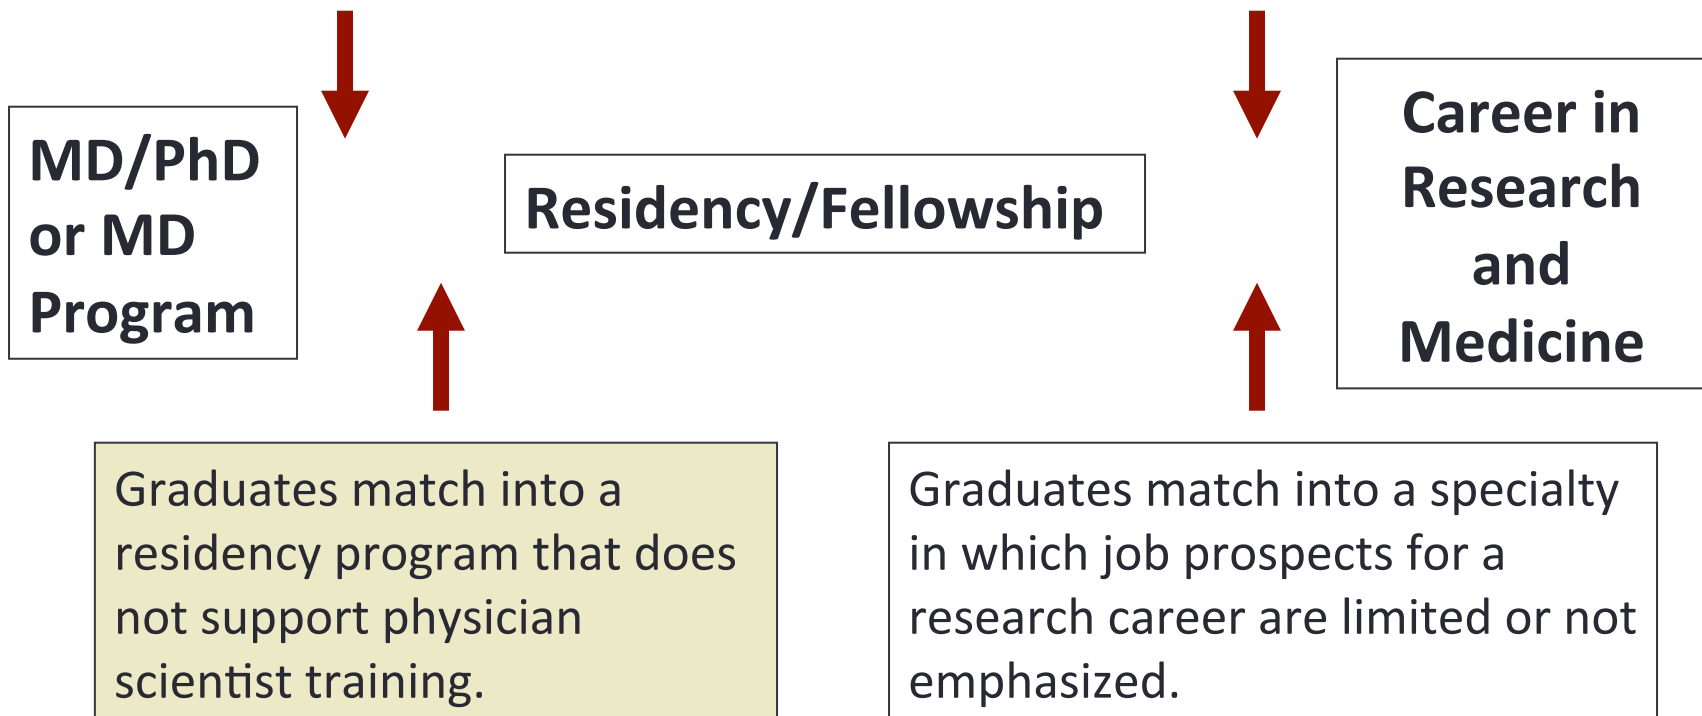 MD/PhD
or MD
Program
Residency/Fellowship
Career in
Research
and
Medicine
Graduates match into a
residency program that does
not support physician
scientist training.
Graduates match into a specialty
in which job prospects for a
research career are limited or not
emphasized.